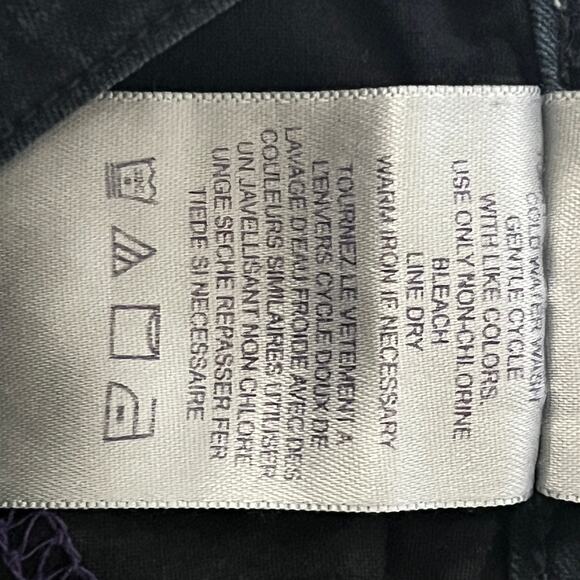 COLD WATER WASH
GENTLE CYCLE
WITH LIKE COLORS.
USE ONLY NON-CHLORINE
BLEACH
LINE DRY
WARM IRON IF NECESSARY
TOURNEZ LE VETEMENT A
L'ENVERS. CYCLE DOUX DE
LAVAGE D'EAU FROIDE AVEC DES
COULEURS SIMILAIRES. UTILISER
UN JAVELLISANT NON CHLORE
UNGE SECHE REPASSER FER
TIEDE SI NECESSAIRE